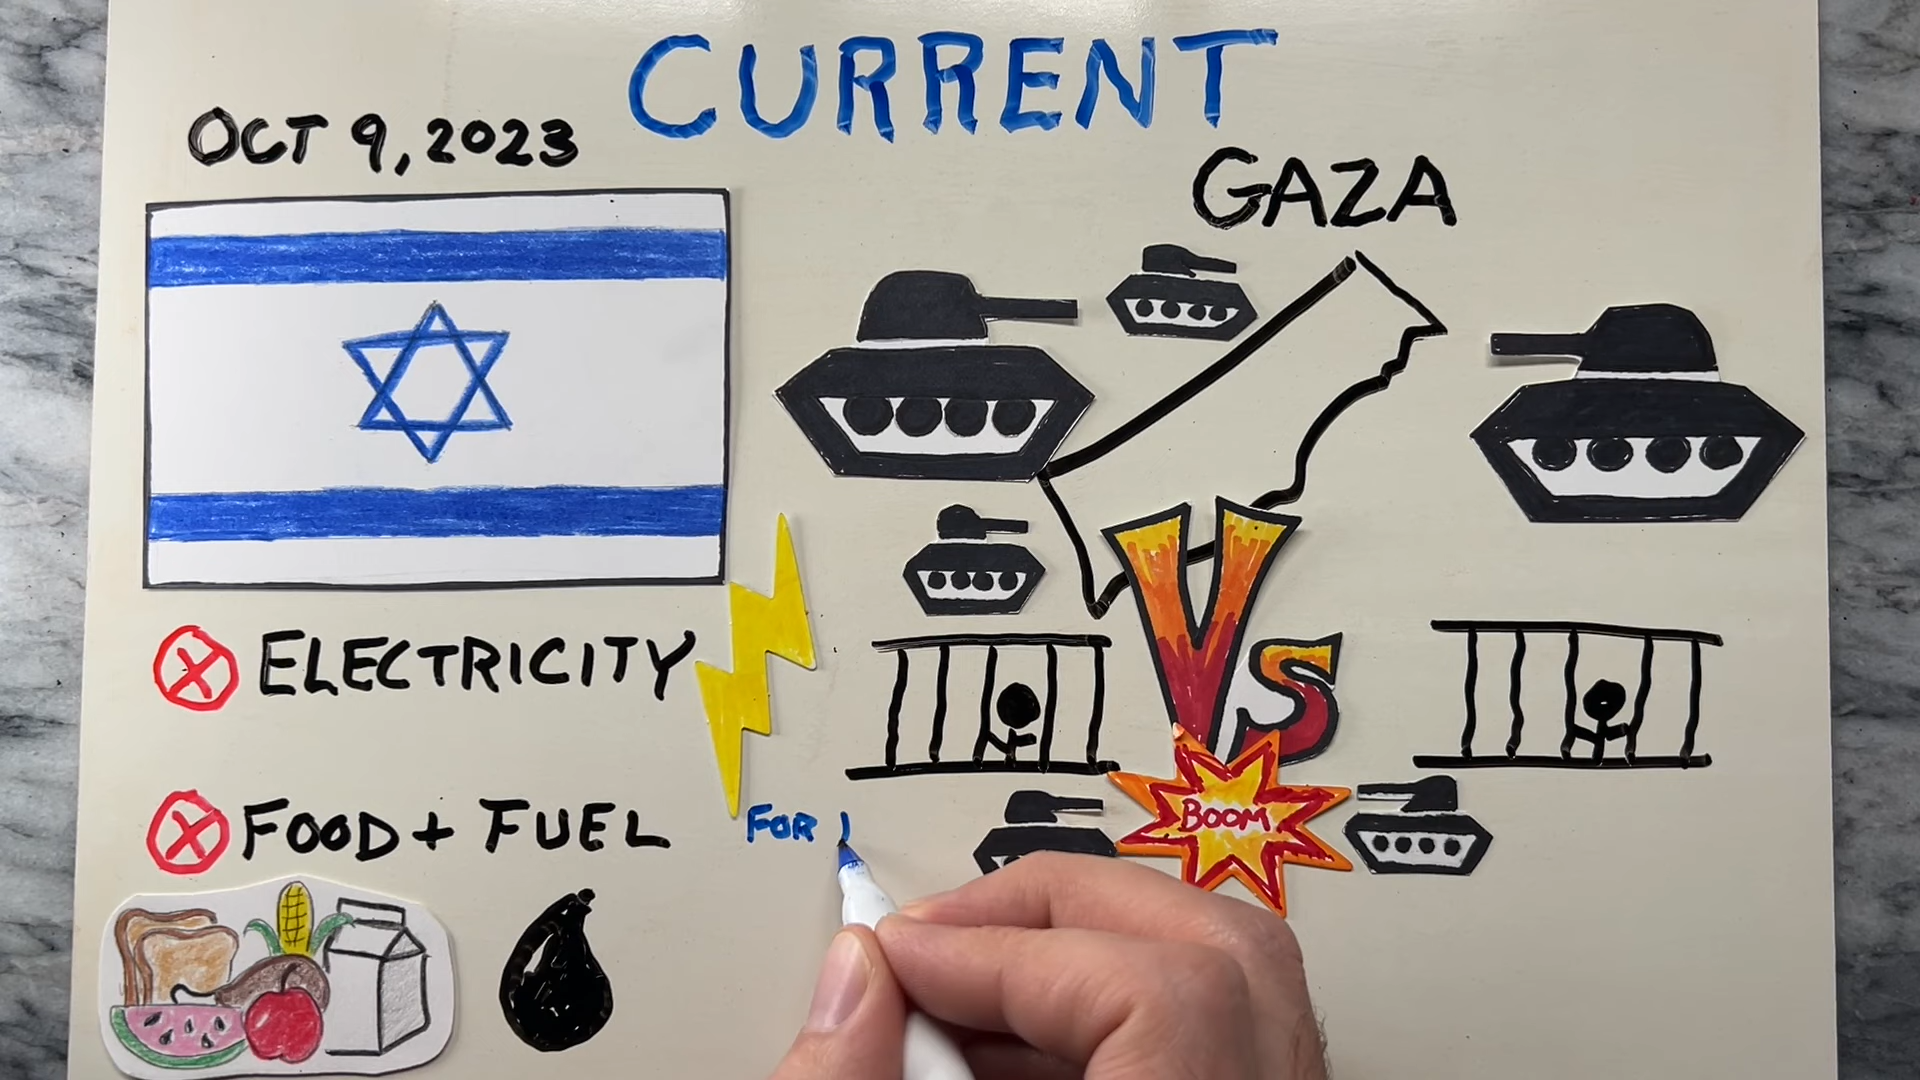 CURRENT
OCT 9, 2023
GAZA
VS
ELECTRICITY
FOOD + FUEL
FOR
BOOM